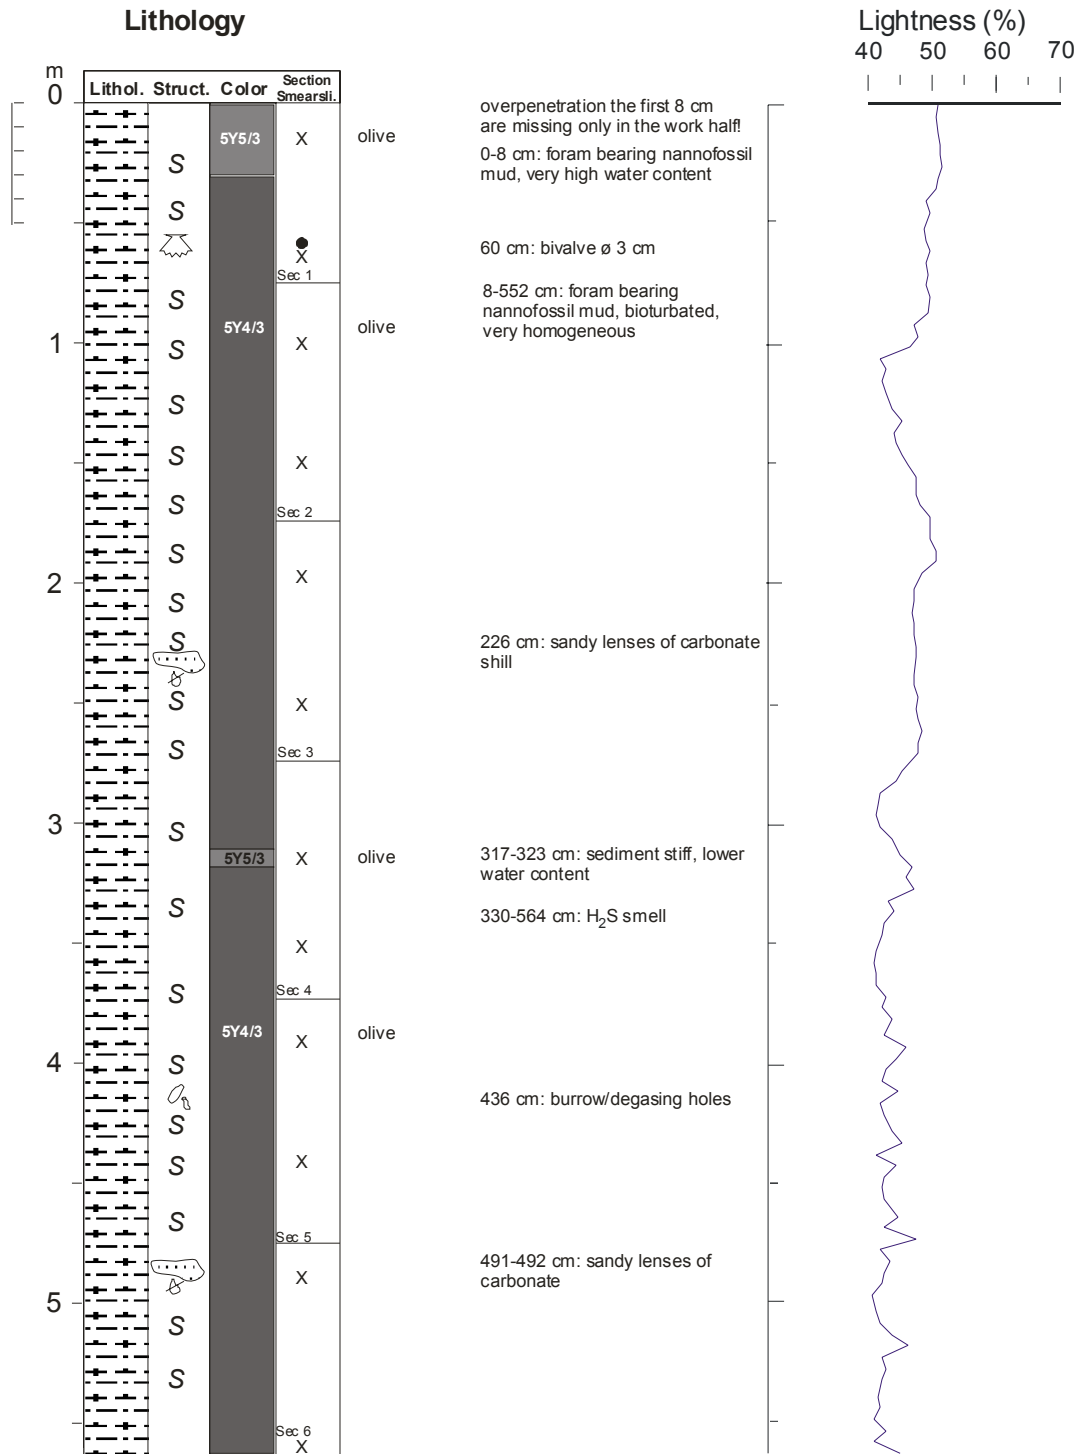 Lithology
Lightness (%)
40 50 60 70
m
Lithol. Struct. Color Section Smearsli.
0
overpenetration the first 8 cm
are missing only in the work half!
5Y5/3 X olive
0-8 cm: foram bearing nannofossil
mud, very high water content
S
S
60 cm: bivalve ø 3 cm
X
Sec 1
8-552 cm: foram bearing
nannofossil mud, bioturbated,
very homogeneous
S
5Y4/3 olive
1 S X
S
S X
S
Sec 2
S
2 X
S
S
226 cm: sandy lenses of carbonate
shill
S X
S Sec 3
3 S
5Y5/3 X olive
317-323 cm: sediment stiff, lower
water content
S
330-564 cm: H₂S smell
X
S Sec 4
5Y4/3 X olive
4 S
436 cm: burrow/degasing holes
S
S X
S
Sec 5
491-492 cm: sandy lenses of
carbonate
X
5
S
S
Sec 6
X